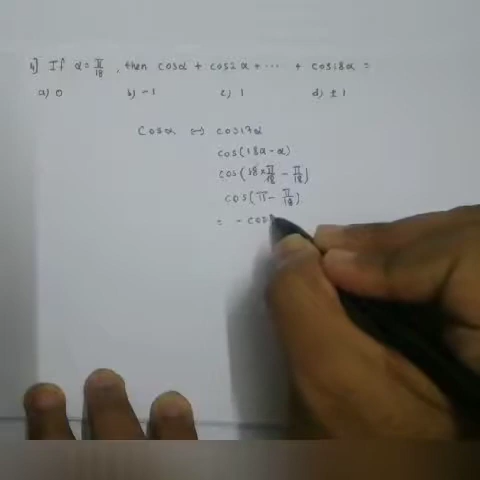 4] If α = π/18 , then cosα + cos2α + ⋯ + cos18α =
a) 0 b) -1 c) 1 d) ± 1
Cosα ↔ cos17α
cos(18α - α)
cos(18 × π/18 - π/18)
cos(π - π/18)
= - cos